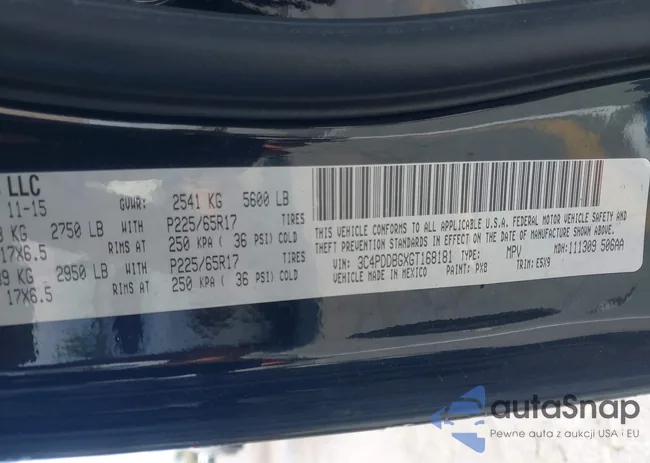 LLC
11-15 GVWR: 2541 KG 5600 LB
KG 2750 LB WITH P225/65R17 TIRES
17X6.5 RIMS AT 250 KPA ( 36 PSI) COLD
KG 2950 LB WITH P225/65R17 TIRES
17X6.5 RIMS AT 250 KPA ( 36 PSI) COLD
THIS VEHICLE CONFORMS TO ALL APPLICABLE U.S.A. FEDERAL MOTOR VEHICLE SAFETY AND
THEFT PREVENTION STANDARDS IN EFFECT ON THE DATE OF MANUFACTURE SHOWN ABOVE.
VIN: 3C4PDDBGXGT168181 TYPE: MPV MDH: 111309 506AA
VEHICLE MADE IN MEXICO PAINT: PX8 TRIM: E5X9
autoSnap
Pewne auta z aukcji USA i EU